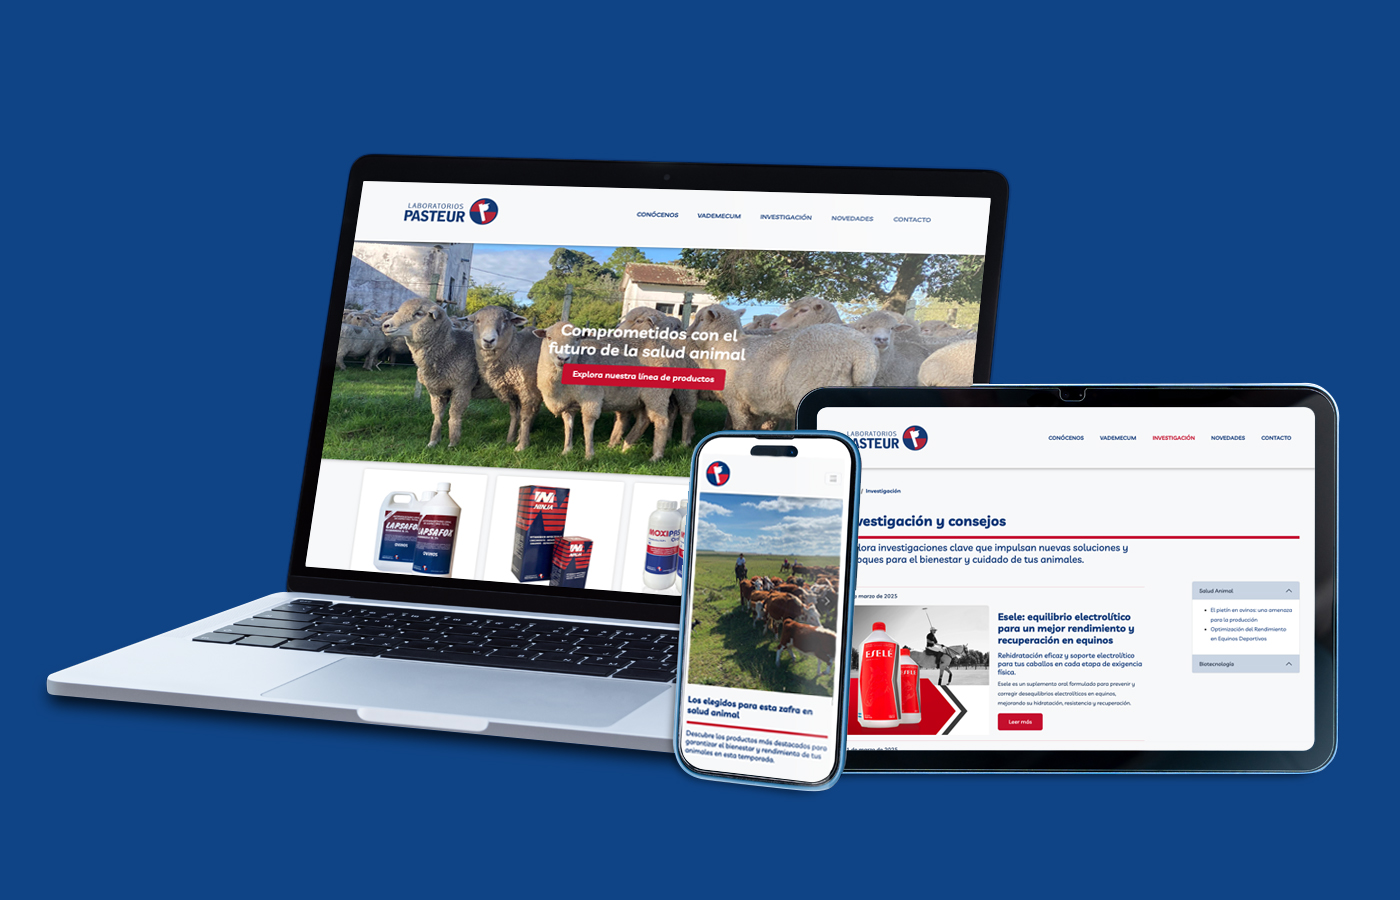 LABORATORIOS
PASTEUR
CONÓCENOS
VADEMECUM
INVESTIGACIÓN
NOVEDADES
CONTACTO
Comprometidos con el
futuro de la salud animal
Explora nuestra línea de productos
LAPSAFOX
LAPSAFOX
OVINOS
OVINOS
NINJA
NINJA
Los elegidos para esta zafra en
salud animal
Descubre los productos más destacados para
garantizar el bienestar y rendimiento de tus
animales en esta temporada.
LABORATORIOS
ASTEUR
CONÓCENOS
VADEMECUM
INVESTIGACIÓN
NOVEDADES
CONTACTO
/ Investigación
vestigación y consejos
lora investigaciones clave que impulsan nuevas soluciones y
oques para el bienestar y cuidado de tus animales.
marzo de 2025
ESELE
ESELE
Esele: equilibrio electrolítico
para un mejor rendimiento y
recuperación en equinos
Rehidratación eficaz y soporte electrolítico
para tus caballos en cada etapa de exigencia
física.
Esele es un suplemento oral formulado para prevenir y
corregir desequilibrios electrolíticos en equinos,
mejorando su hidratación, resistencia y recuperación.
Leer más
de marzo de 2025
Salud Animal
• El pietín en ovinos: una amenaza
para la producción
• Optimización del Rendimiento
en Equinos Deportivos
Biotecnología